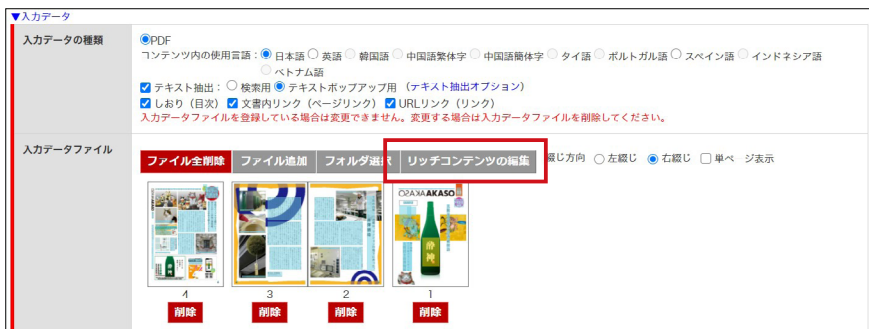 ▼入力データ
入力データの種類
PDF
コンテンツ内の使用言語：日本語 英語 韓国語 中国語繁体字 中国語簡体字 タイ語 ポルトガル語 スペイン語 インドネシア語
ベトナム語
テキスト抽出：検索用 テキストポップアップ用 （テキスト抽出オプション）
しおり（目次） 文書内リンク（ページリンク） URLリンク（リンク）
入力データファイルを登録している場合は変更できません。変更する場合は入力データファイルを削除してください。
入力データファイル
ファイル全削除 ファイル追加 フォルダ選択 リッチコンテンツの編集 綴じ方向 左綴じ 右綴じ 単ペ ジ表示
AKASO
酔神
4 3 2 1
削除 削除 削除 削除